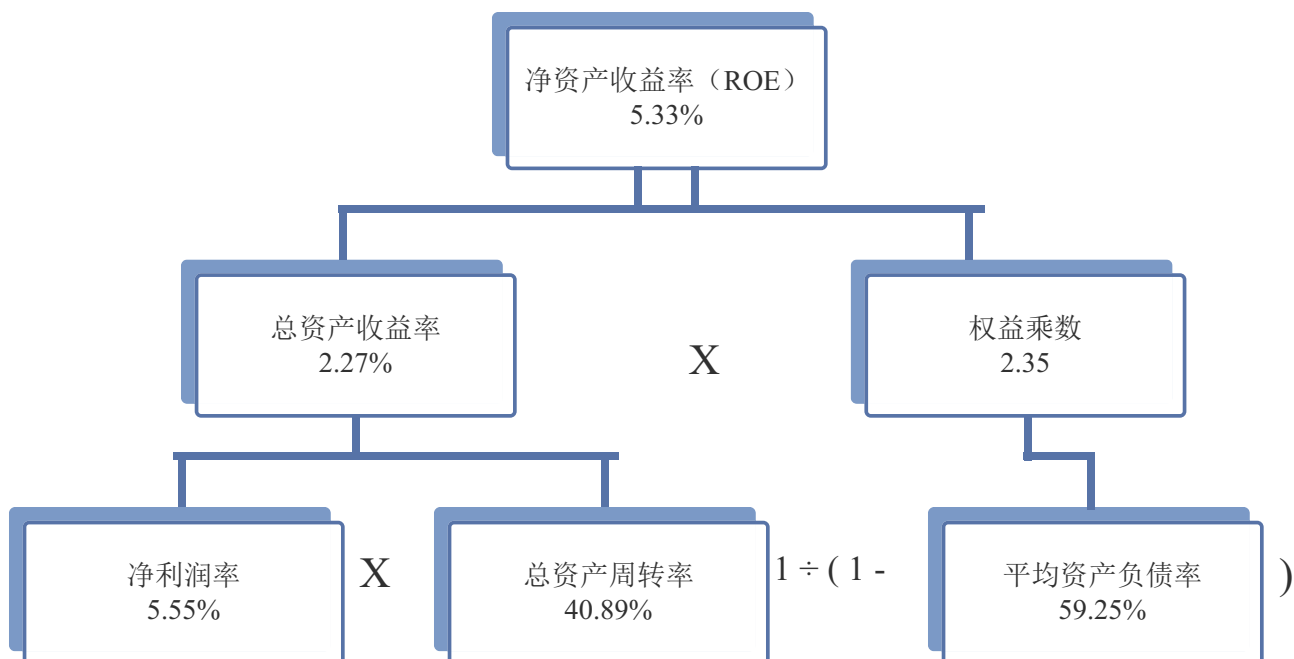 净资产收益率（ROE）
5.33%
总资产收益率
2.27%
X
权益乘数
2.35
净利润率
5.55%
X
总资产周转率
40.89%
1 ÷ ( 1 -
平均资产负债率
59.25%
)